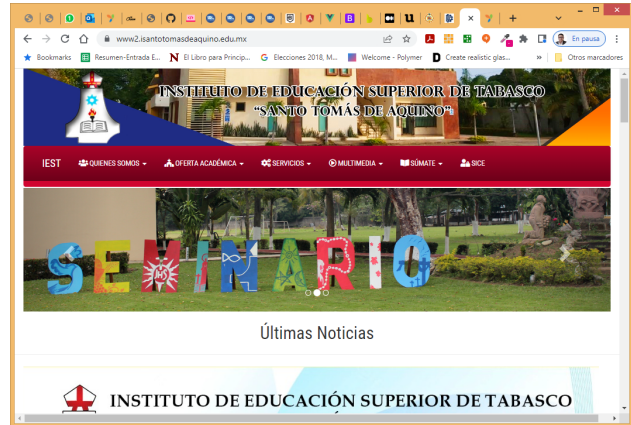 www2.isantotomasdeaquino.edu.mx
En pausa
Bookmarks
Resumen-Entrada E...
El Libro para Princip...
Elecciones 2018, M...
Welcome - Polymer
Create realistic glas...
»
Otros marcadores
INSTITUTO DE EDUCACIÓN SUPERIOR DE TABASCO
"SANTO TOMÁS DE AQUINO"
IEST
QUIENES SOMOS
OFERTA ACADÉMICA
SERVICIOS
MULTIMEDIA
SÚMATE
SICE
SEMINARIO
JHS
Últimas Noticias
INSTITUTO DE EDUCACIÓN SUPERIOR DE TABASCO